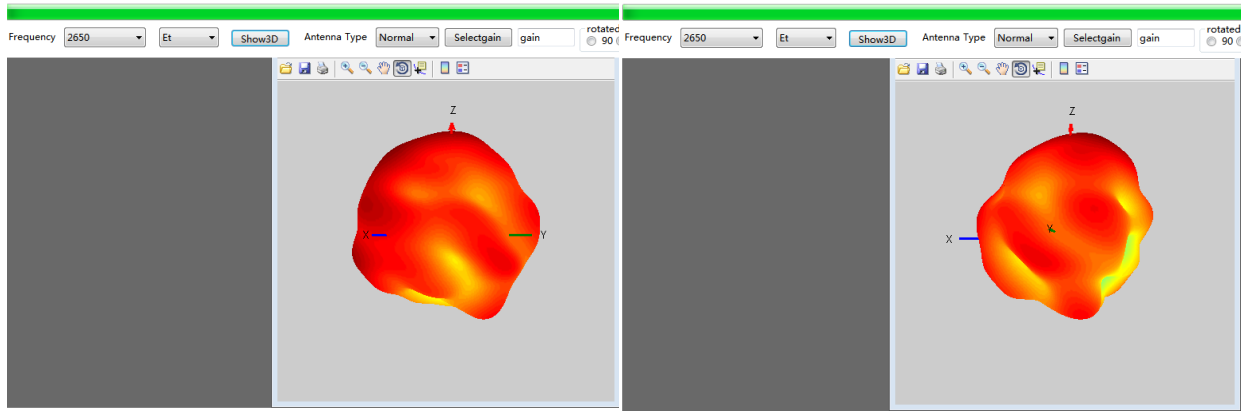 Frequency 2650 Et Show3D Antenna Type Normal Selectgain gain rotated 90
Z
X Y
Frequency 2650 Et Show3D Antenna Type Normal Selectgain gain rotated 90
Z
X Y